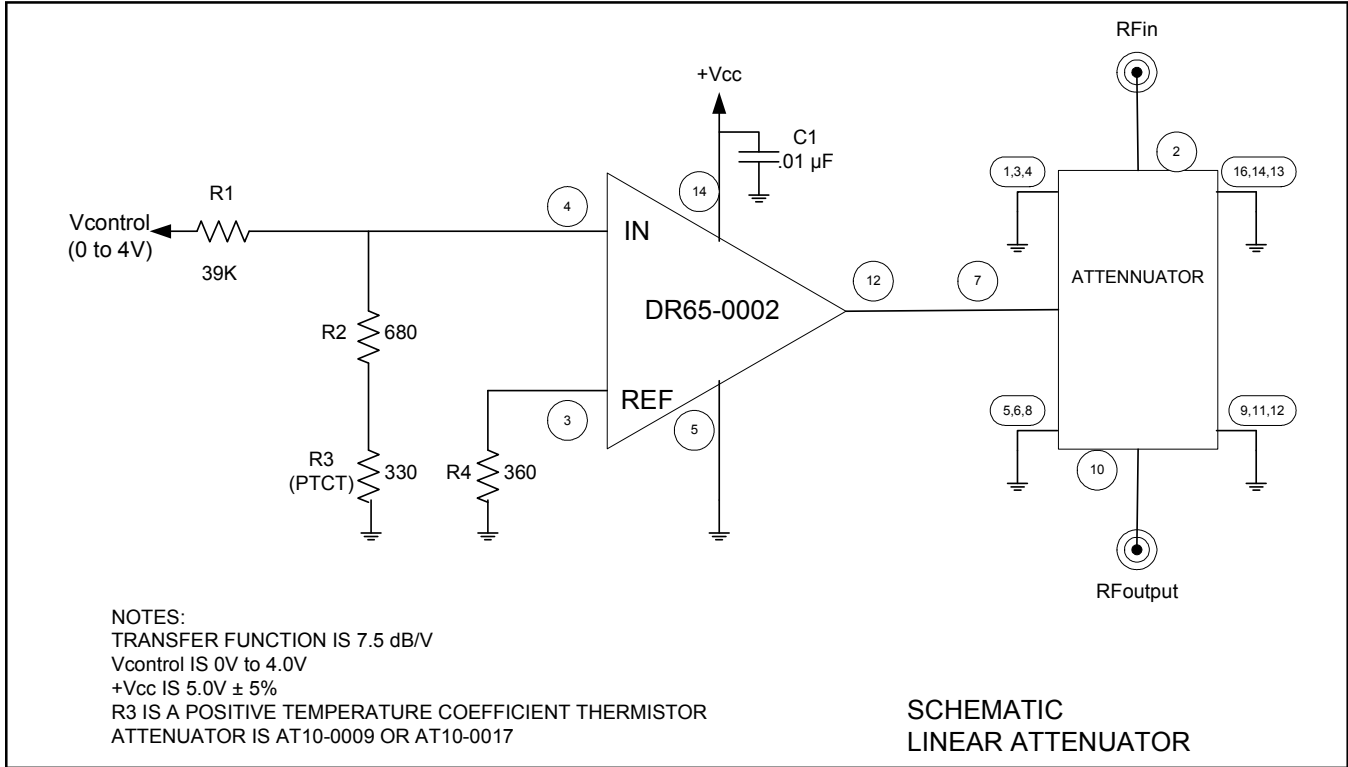 RFin
+Vcc
C1
.01 µF
2
14
1,3,4
16,14,13
R1
4
Vcontrol
(0 to 4V)
IN
39K
12
7
ATTENNUATOR
DR65-0002
R2
680
REF
3
5
5,6,8
9,11,12
R3
(PTCT)
330
R4
360
10
RFoutput
NOTES:
TRANSFER FUNCTION IS 7.5 dB/V
Vcontrol IS 0V to 4.0V
+Vcc IS 5.0V ± 5%
R3 IS A POSITIVE TEMPERATURE COEFFICIENT THERMISTOR
ATTENUATOR IS AT10-0009 OR AT10-0017
SCHEMATIC
LINEAR ATTENUATOR